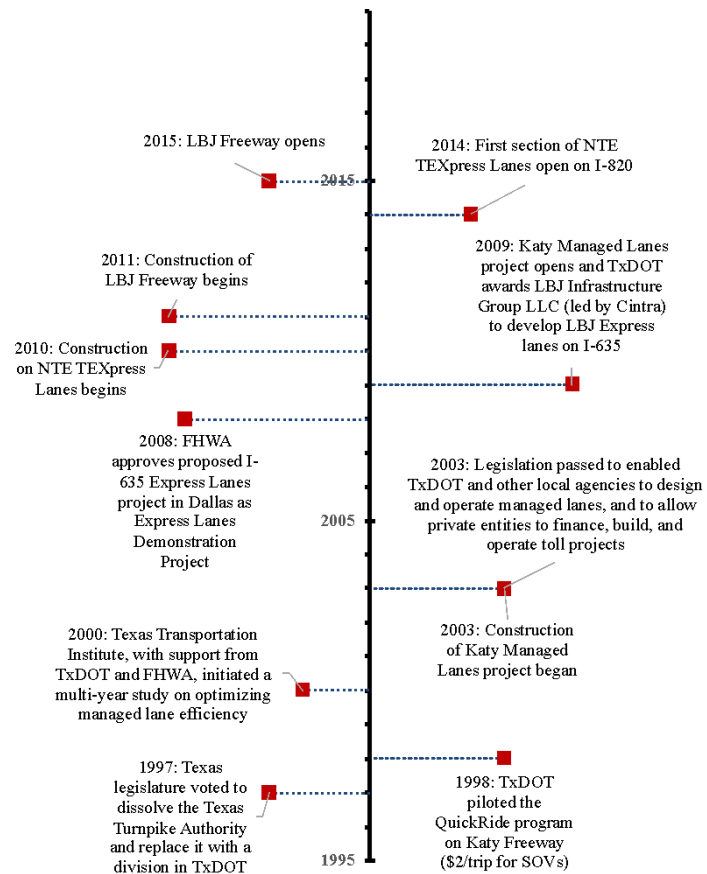 2015: LBJ Freeway opens
2014: First section of NTE
TEXpress Lanes open on I-820
2015
2009: Katy Managed Lanes
project opens and TxDOT
awards LBJ Infrastructure
Group LLC (led by Cintra)
to develop LBJ Express
lanes on I-635
2011: Construction of
LBJ Freeway begins
2010: Construction
on NTE TEXpress
Lanes begins
2008: FHWA
approves proposed I-
635 Express Lanes
project in Dallas as
Express Lanes
Demonstration
Project
2003: Legislation passed to enabled
TxDOT and other local agencies to design
and operate managed lanes, and to allow
private entities to finance, build, and
operate toll projects
2005
2003: Construction
of Katy Managed
Lanes project began
2000: Texas Transportation
Institute, with support from
TxDOT and FHWA, initiated a
multi-year study on optimizing
managed lane efficiency
1997: Texas
legislature voted to
dissolve the Texas
Turnpike Authority
and replace it with a
division in TxDOT
1998: TxDOT
piloted the
QuickRide program
on Katy Freeway
($2/trip for SOVs)
1995